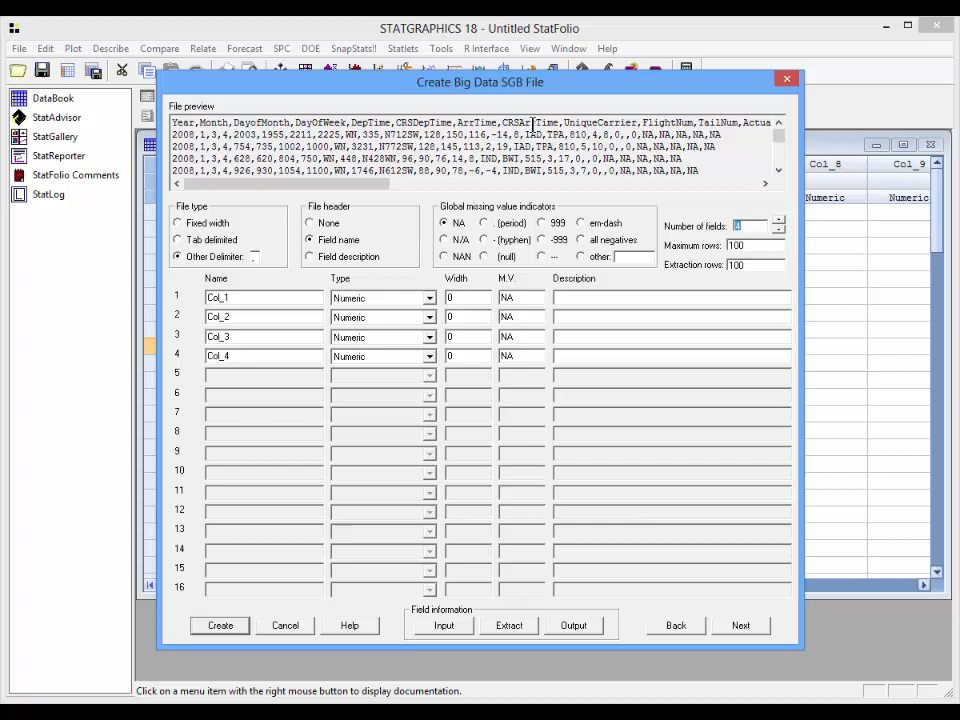 STATGRAPHICS 18 - Untitled StatFolio
File Edit Plot Describe Compare Relate Forecast SPC DOE SnapStats!! Statlets Tools R Interface View Window Help
DataBook
StatAdvisor
StatGallery
StatReporter
StatFolio Comments
StatLog
Create Big Data SGB File
File preview
Year,Month,DayofMonth,DayOfWeek,DepTime,CRSDepTime,ArrTime,CRSArrTime,UniqueCarrier,FlightNum,TailNum,Actua
2008,1,3,4,2003,1955,2211,2225,WN,335,N712SW,128,150,116,-14,8,IAD,TPA,810,4,8,0,,0,NA,NA,NA,NA,NA
2008,1,3,4,754,735,1002,1000,WN,3231,N772SW,128,145,113,2,19,IAD,TPA,810,5,10,0,,0,NA,NA,NA,NA,NA
2008,1,3,4,628,620,804,750,WN,448,N428WN,96,90,76,14,8,IND,BWI,515,3,17,0,,0,NA,NA,NA,NA,NA
2008,1,3,4,926,930,1054,1100,WN,1746,N612SW,88,90,78,-6,-4,IND,BWI,515,3,7,0,,0,NA,NA,NA,NA,NA
Col_8 Col_9
Numeric Numeric
File type
Fixed width
Tab delimited
Other Delimiter: ,
File header
None
Field name
Field description
Global missing value indicators
NA . (period) 999 em-dash
N/A - (hyphen) -999 all negatives
NAN (null) --- other:
Number of fields: 4
Maximum rows: 100
Extraction rows: 100
Name Type Width M.V. Description
1 Col_1 Numeric 0 NA
2 Col_2 Numeric 0 NA
3 Col_3 Numeric 0 NA
4 Col_4 Numeric 0 NA
5
6
7
8
9
10
11
12
13
14
15
16
Field information
Create Cancel Help Input Extract Output Back Next
Click on a menu item with the right mouse button to display documentation.